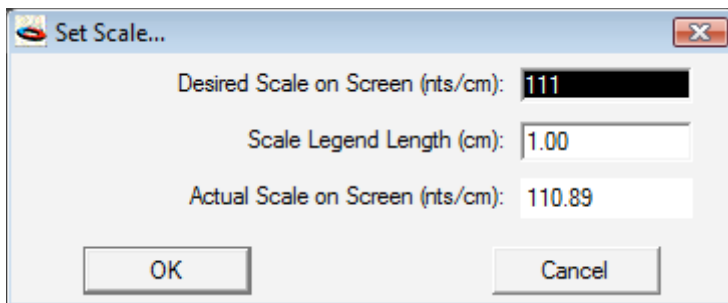 Set Scale...
Desired Scale on Screen (nts/cm): 111
Scale Legend Length (cm): 1.00
Actual Scale on Screen (nts/cm): 110.89
OK Cancel